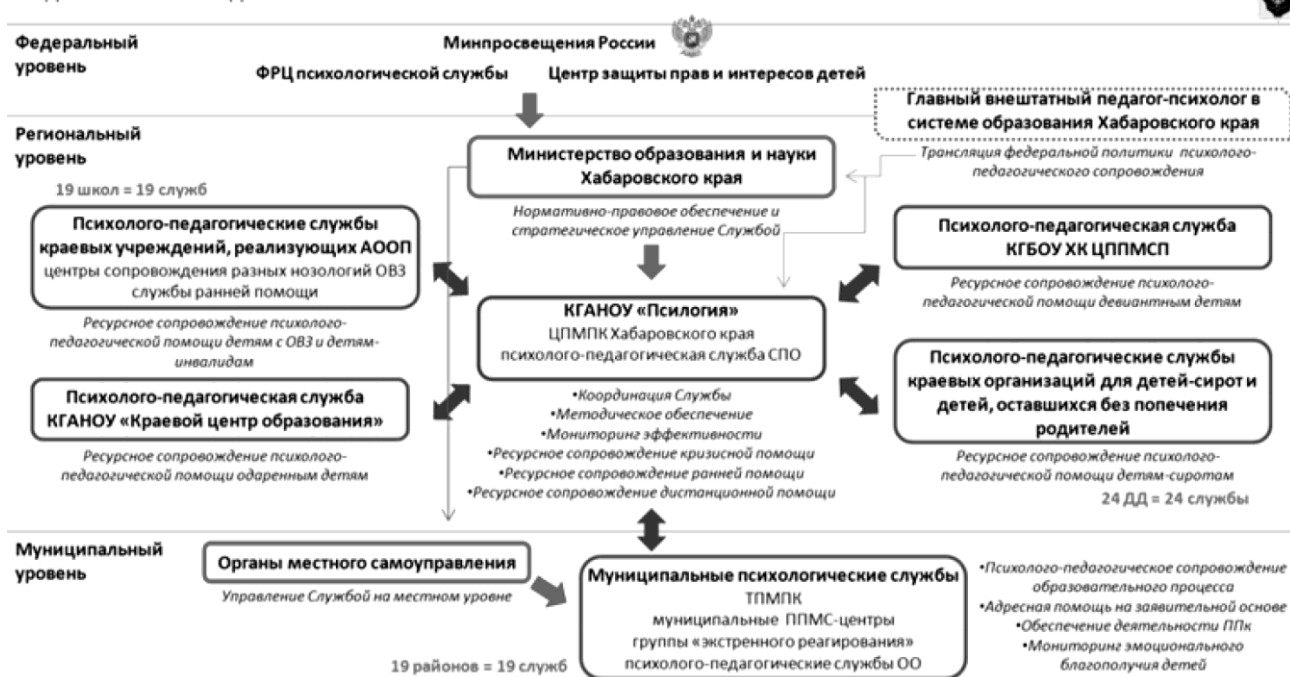 Федеральный
уровень
Минпросвещения России
ФРЦ психологической службы
Центр защиты прав и интересов детей
Главный внештатный педагог-психолог в
системе образования Хабаровского края
Трансляция федеральной политики психолого-
педагогического сопровождения
Региональный
уровень
Министерство образования и науки
Хабаровского края
Нормативно-правовое обеспечение и
стратегическое управление Службой
19 школ = 19 служб
Психолого-педагогические службы
краевых учреждений, реализующих АООП
центры сопровождения разных нозологий ОВЗ
службы ранней помощи
Ресурсное сопровождение психолого-
педагогической помощи детям с ОВЗ и детям-
инвалидам
Психолого-педагогическая служба
КГАНОУ «Краевой центр образования»
Ресурсное сопровождение психолого-
педагогической помощи одаренным детям
КГАНОУ «Псилогия»
ЦПМПК Хабаровского края
психолого-педагогическая служба СПО
•Координация Службы
•Методическое обеспечение
•Мониторинг эффективности
•Ресурсное сопровождение кризисной помощи
•Ресурсное сопровождение ранней помощи
•Ресурсное сопровождение дистанционной помощи
Психолого-педагогическая служба
КГБОУ ХК ЦППМСП
Ресурсное сопровождение психолого-
педагогической помощи девиантным детям
Психолого-педагогические службы
краевых организаций для детей-сирот и
детей, оставшихся без попечения
родителей
Ресурсное сопровождение психолого-
педагогической помощи детям-сиротам
24 ДД = 24 службы
Муниципальный
уровень
Органы местного самоуправления
Управление Службой на местном уровне
19 районов = 19 служб
Муниципальные психологические службы
ТПМПК
муниципальные ППМС-центры
группы «экстренного реагирования»
психолого-педагогические службы ОО
•Психолого-педагогическое сопровождение
образовательного процесса
•Адресная помощь на заявительной основе
•Обеспечение деятельности ППк
•Мониторинг эмоционального
благополучия детей